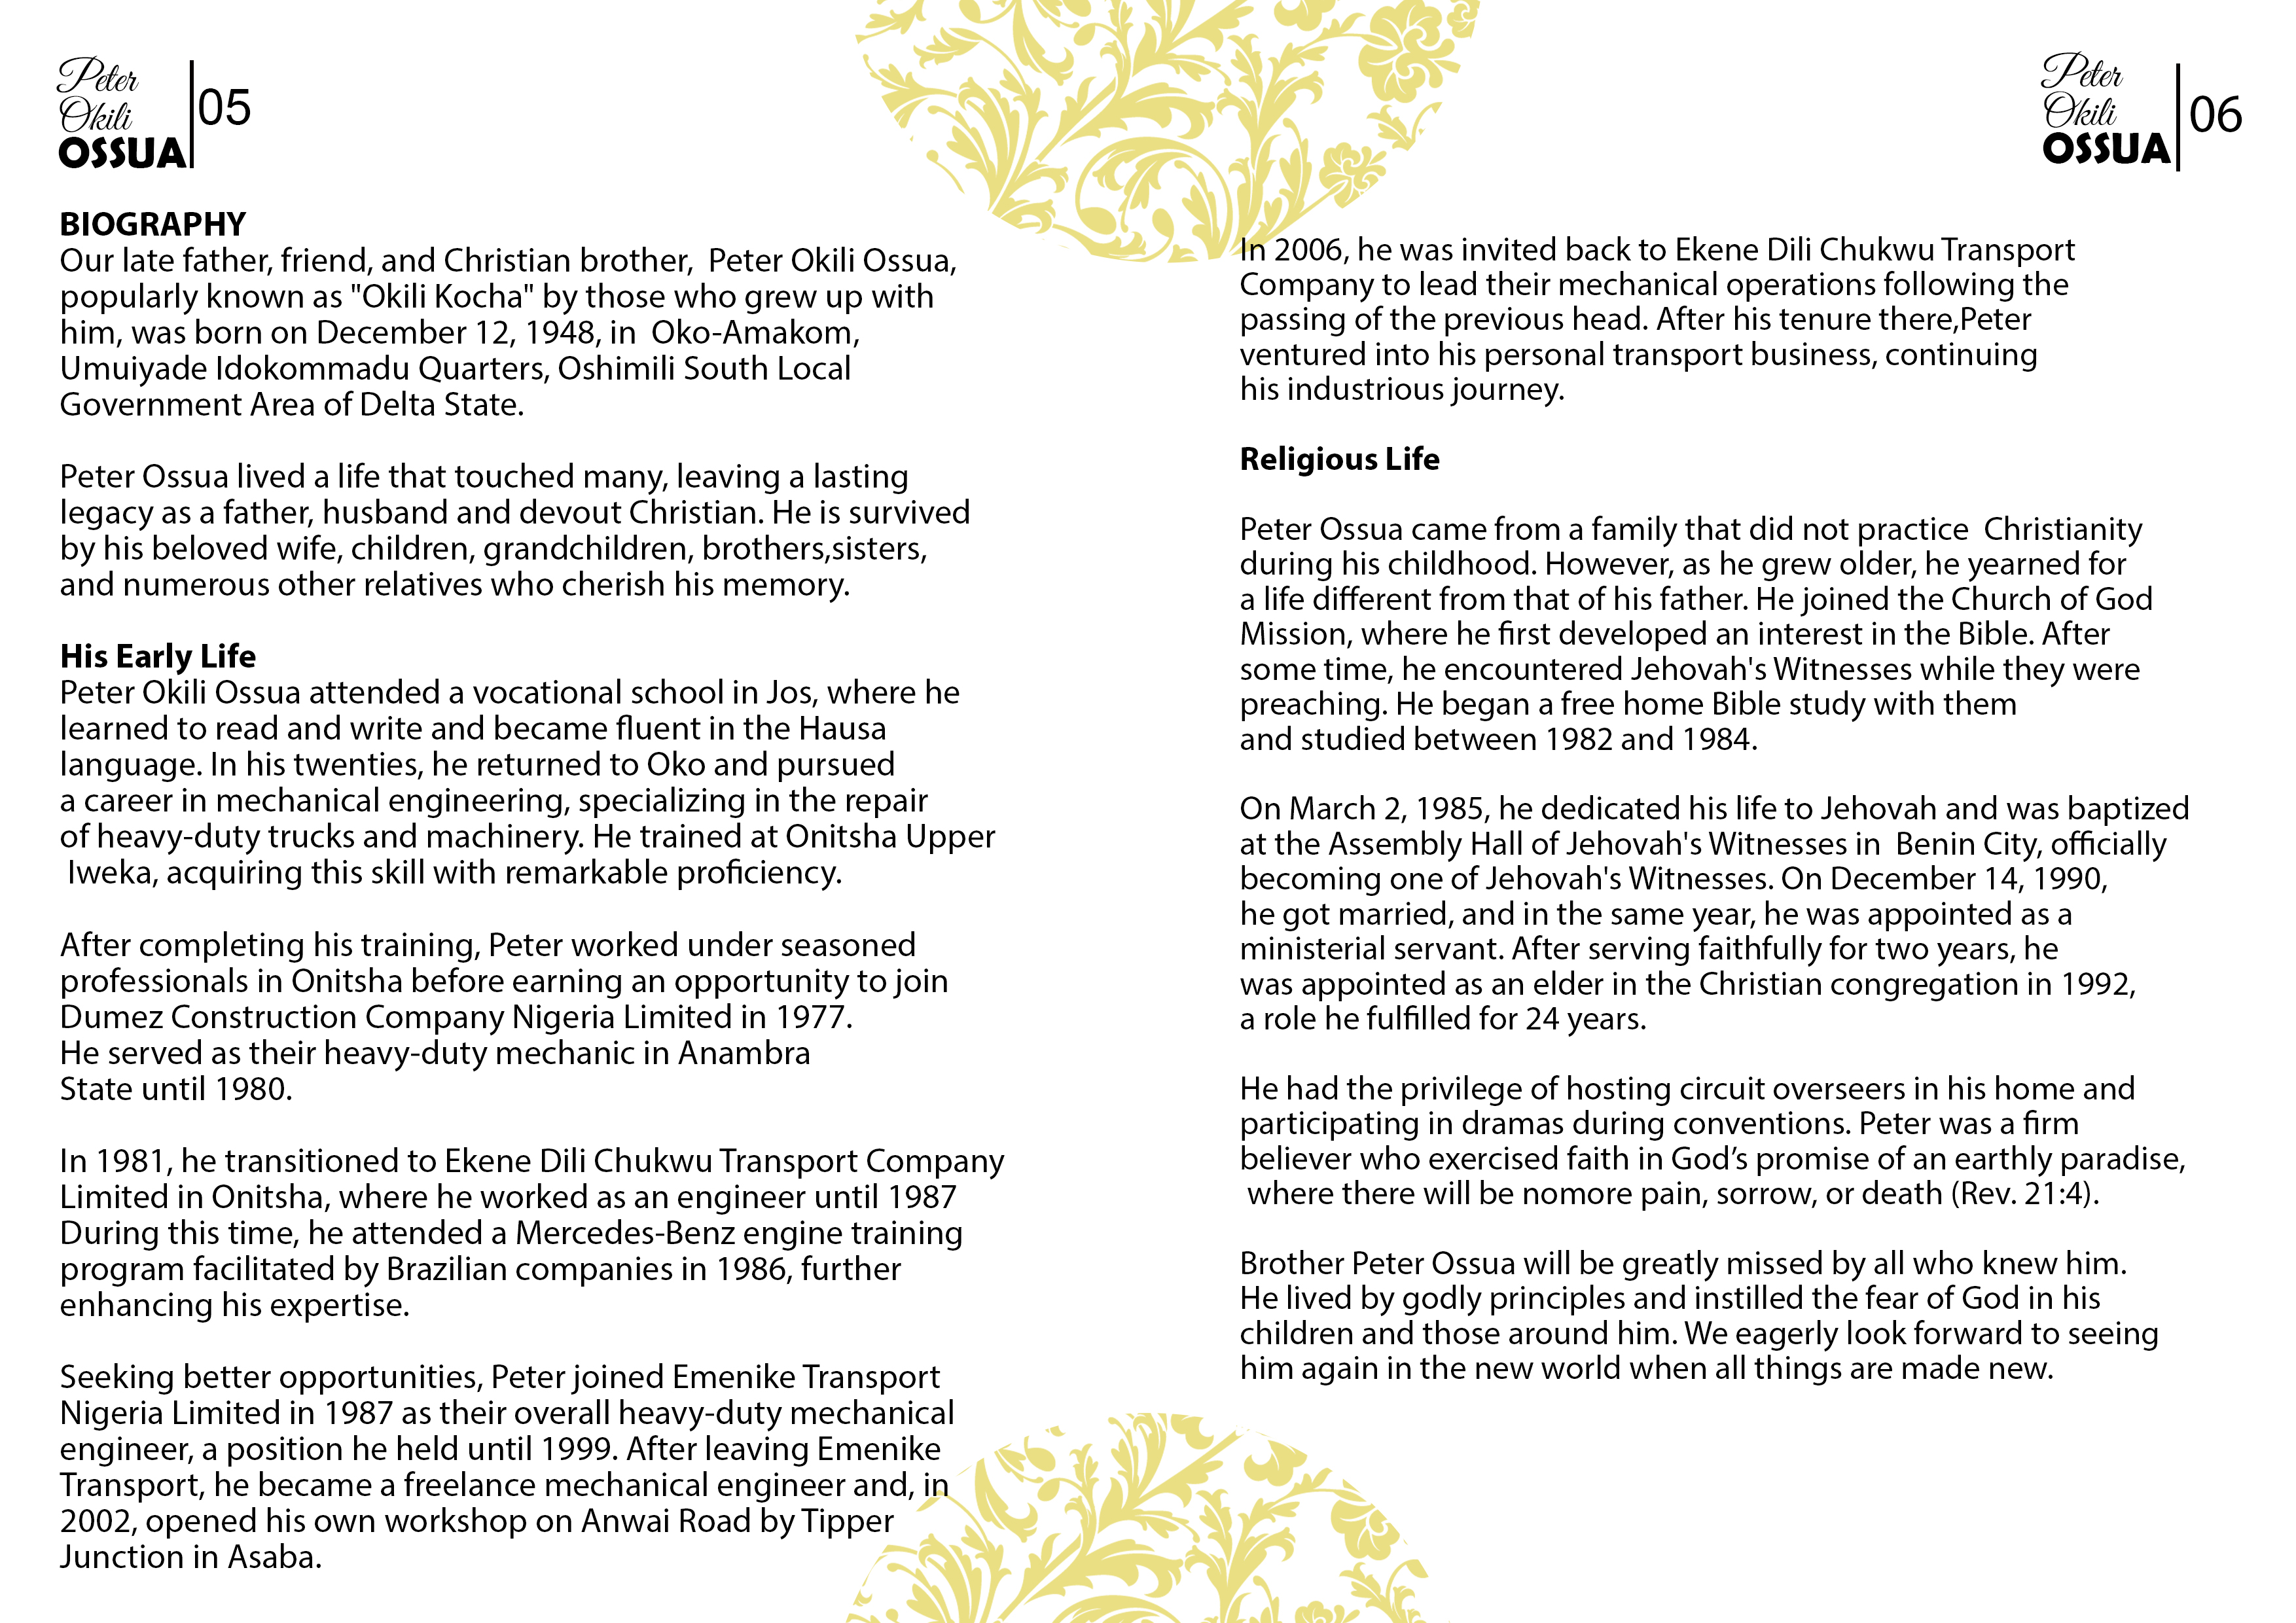 Peter
Okili
OSSUA
05
BIOGRAPHY
Our late father, friend, and Christian brother,  Peter Okili Ossua,
popularly known as "Okili Kocha" by those who grew up with
him, was born on December 12, 1948, in  Oko-Amakom,
Umuiyade Idokommadu Quarters, Oshimili South Local
Government Area of Delta State.
Peter Ossua lived a life that touched many, leaving a lasting
legacy as a father, husband and devout Christian. He is survived
by his beloved wife, children, grandchildren, brothers,sisters,
and numerous other relatives who cherish his memory.
His Early Life
Peter Okili Ossua attended a vocational school in Jos, where he
learned to read and write and became fluent in the Hausa
language. In his twenties, he returned to Oko and pursued
a career in mechanical engineering, specializing in the repair
of heavy-duty trucks and machinery. He trained at Onitsha Upper
Iweka, acquiring this skill with remarkable proficiency.
After completing his training, Peter worked under seasoned
professionals in Onitsha before earning an opportunity to join
Dumez Construction Company Nigeria Limited in 1977.
He served as their heavy-duty mechanic in Anambra
State until 1980.
In 1981, he transitioned to Ekene Dili Chukwu Transport Company
Limited in Onitsha, where he worked as an engineer until 1987
During this time, he attended a Mercedes-Benz engine training
program facilitated by Brazilian companies in 1986, further
enhancing his expertise.
Seeking better opportunities, Peter joined Emenike Transport
Nigeria Limited in 1987 as their overall heavy-duty mechanical
engineer, a position he held until 1999. After leaving Emenike
Transport, he became a freelance mechanical engineer and, in
2002, opened his own workshop on Anwai Road by Tipper
Junction in Asaba.
Peter
Okili
OSSUA
06
In 2006, he was invited back to Ekene Dili Chukwu Transport
Company to lead their mechanical operations following the
passing of the previous head. After his tenure there,Peter
ventured into his personal transport business, continuing
his industrious journey.
Religious Life
Peter Ossua came from a family that did not practice  Christianity
during his childhood. However, as he grew older, he yearned for
a life different from that of his father. He joined the Church of God
Mission, where he first developed an interest in the Bible. After
some time, he encountered Jehovah's Witnesses while they were
preaching. He began a free home Bible study with them
and studied between 1982 and 1984.
On March 2, 1985, he dedicated his life to Jehovah and was baptized
at the Assembly Hall of Jehovah's Witnesses in  Benin City, officially
becoming one of Jehovah's Witnesses. On December 14, 1990,
he got married, and in the same year, he was appointed as a
ministerial servant. After serving faithfully for two years, he
was appointed as an elder in the Christian congregation in 1992,
a role he fulfilled for 24 years.
He had the privilege of hosting circuit overseers in his home and
participating in dramas during conventions. Peter was a firm
believer who exercised faith in God’s promise of an earthly paradise,
where there will be nomore pain, sorrow, or death (Rev. 21:4).
Brother Peter Ossua will be greatly missed by all who knew him.
He lived by godly principles and instilled the fear of God in his
children and those around him. We eagerly look forward to seeing
him again in the new world when all things are made new.